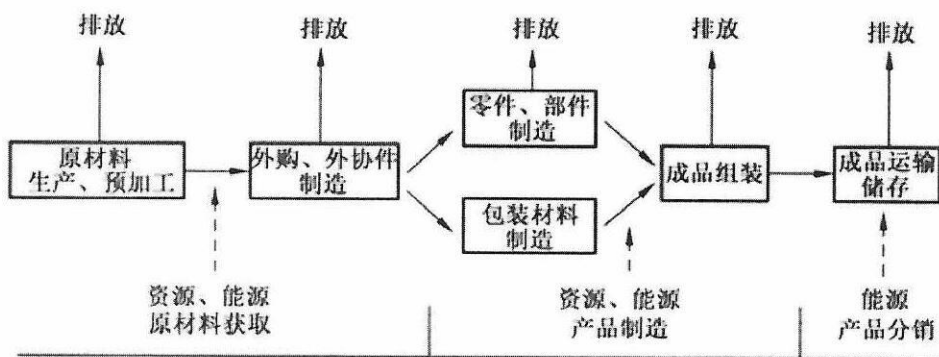 排放
排放
排放
排放
排放
原材料
生产、预加工
外购、外协件
制造
零件、部件
制造
包装材料
制造
成品组装
成品运输
储存
资源、能源
原材料获取
资源、能源
产品制造
能源
产品分销